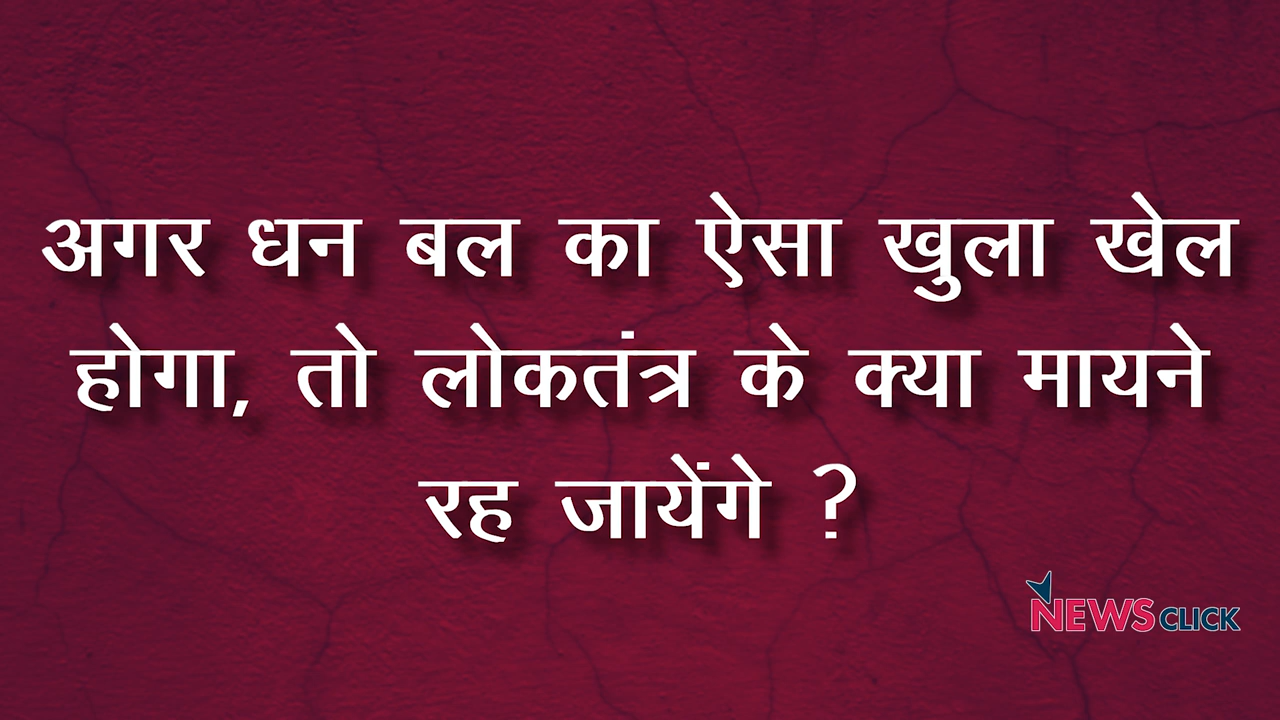 अगर धन बल का ऐसा खुला खेल
होगा, तो लोकतंत्र के क्या मायने
रह जायेंगे ?
NEWSCLICK